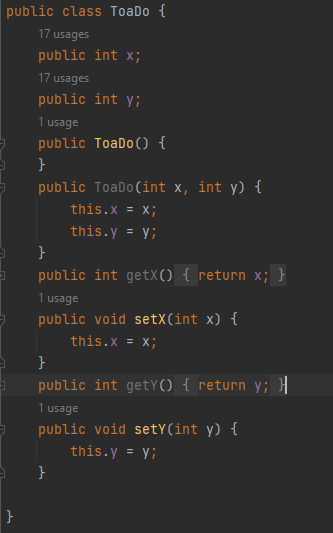 public class ToaDo {
17 usages
public int x;
17 usages
public int y;
1 usage
public ToaDo() {
}
public ToaDo(int x, int y) {
this.x = x;
this.y = y;
}
public int getX() { return x; }
1 usage
public void setX(int x) {
this.x = x;
}
public int getY() { return y; }
1 usage
public void setY(int y) {
this.y = y;
}
}